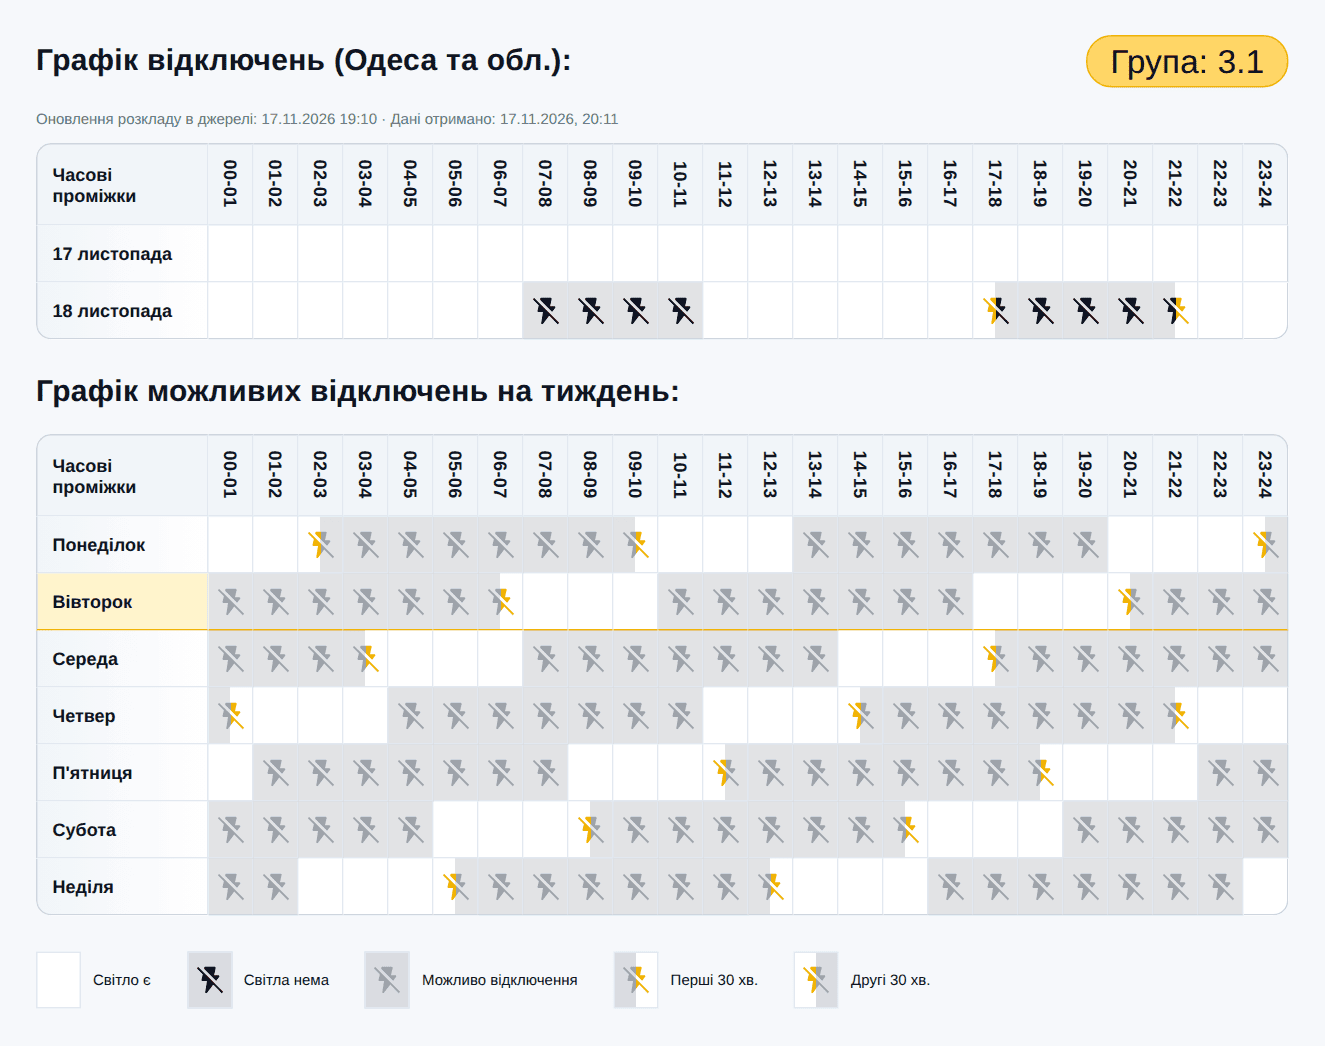 Графік відключень (Одеса та обл.):
Група: 3.1
Оновлення розкладу в джерелі: 17.11.2026 19:10 · Дані отримано: 17.11.2026, 20:11
Часові проміжки 00-01 01-02 02-03 03-04 04-05 05-06 06-07 07-08 08-09 09-10 10-11 11-12 12-13 13-14 14-15 15-16 16-17 17-18 18-19 19-20 20-21 21-22 22-23 23-24
17 листопада
18 листопада
Графік можливих відключень на тиждень:
Часові проміжки 00-01 01-02 02-03 03-04 04-05 05-06 06-07 07-08 08-09 09-10 10-11 11-12 12-13 13-14 14-15 15-16 16-17 17-18 18-19 19-20 20-21 21-22 22-23 23-24
Понеділок
Вівторок
Середа
Четвер
П'ятниця
Субота
Неділя
Світло є Світла нема Можливо відключення Перші 30 хв. Другі 30 хв.